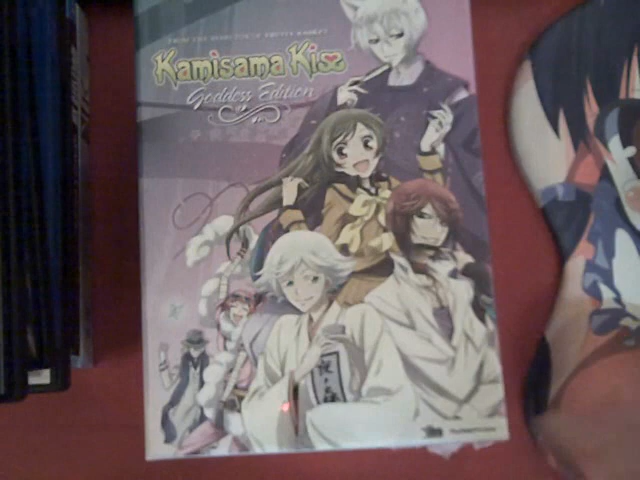 FROM THE DIRECTOR OF FRUITS BASKET
Kamisama Kiss
Goddess Edition